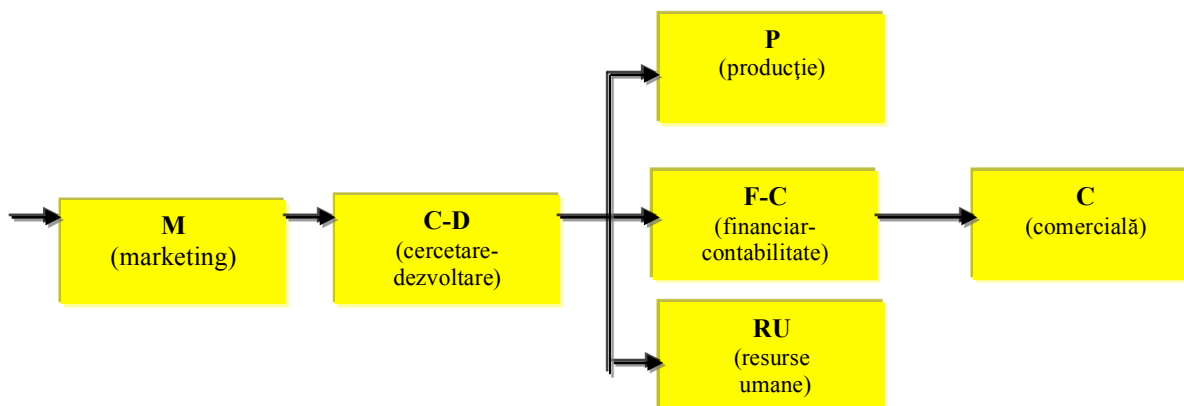 M
(marketing)
C-D
(cercetare-
dezvoltare)
P
(producţie)
F-C
(financiar-
contabilitate)
RU
(resurse
umane)
C
(comercială)